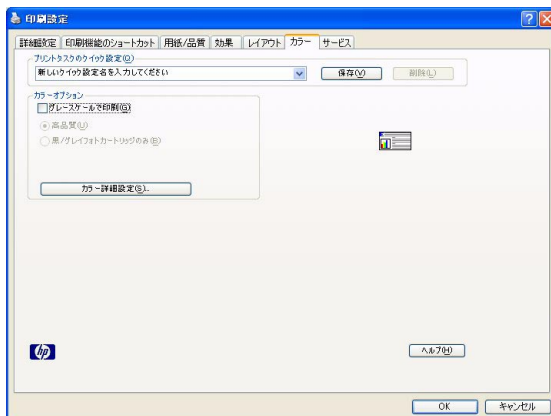 印刷設定
詳細設定 印刷機能のショートカット 用紙/品質 効果 レイアウト カラー サービス
プリントタスクのクイック設定(Q)
新しいクイック設定名を入力してください 保存(V) 削除(L)
カラーオプション
グレースケールで印刷(G)
高品質(U)
黒/グレイフォトカートリッジのみ(B)
カラー詳細設定(S)...
hp
ヘルプ(H)
OK キャンセル